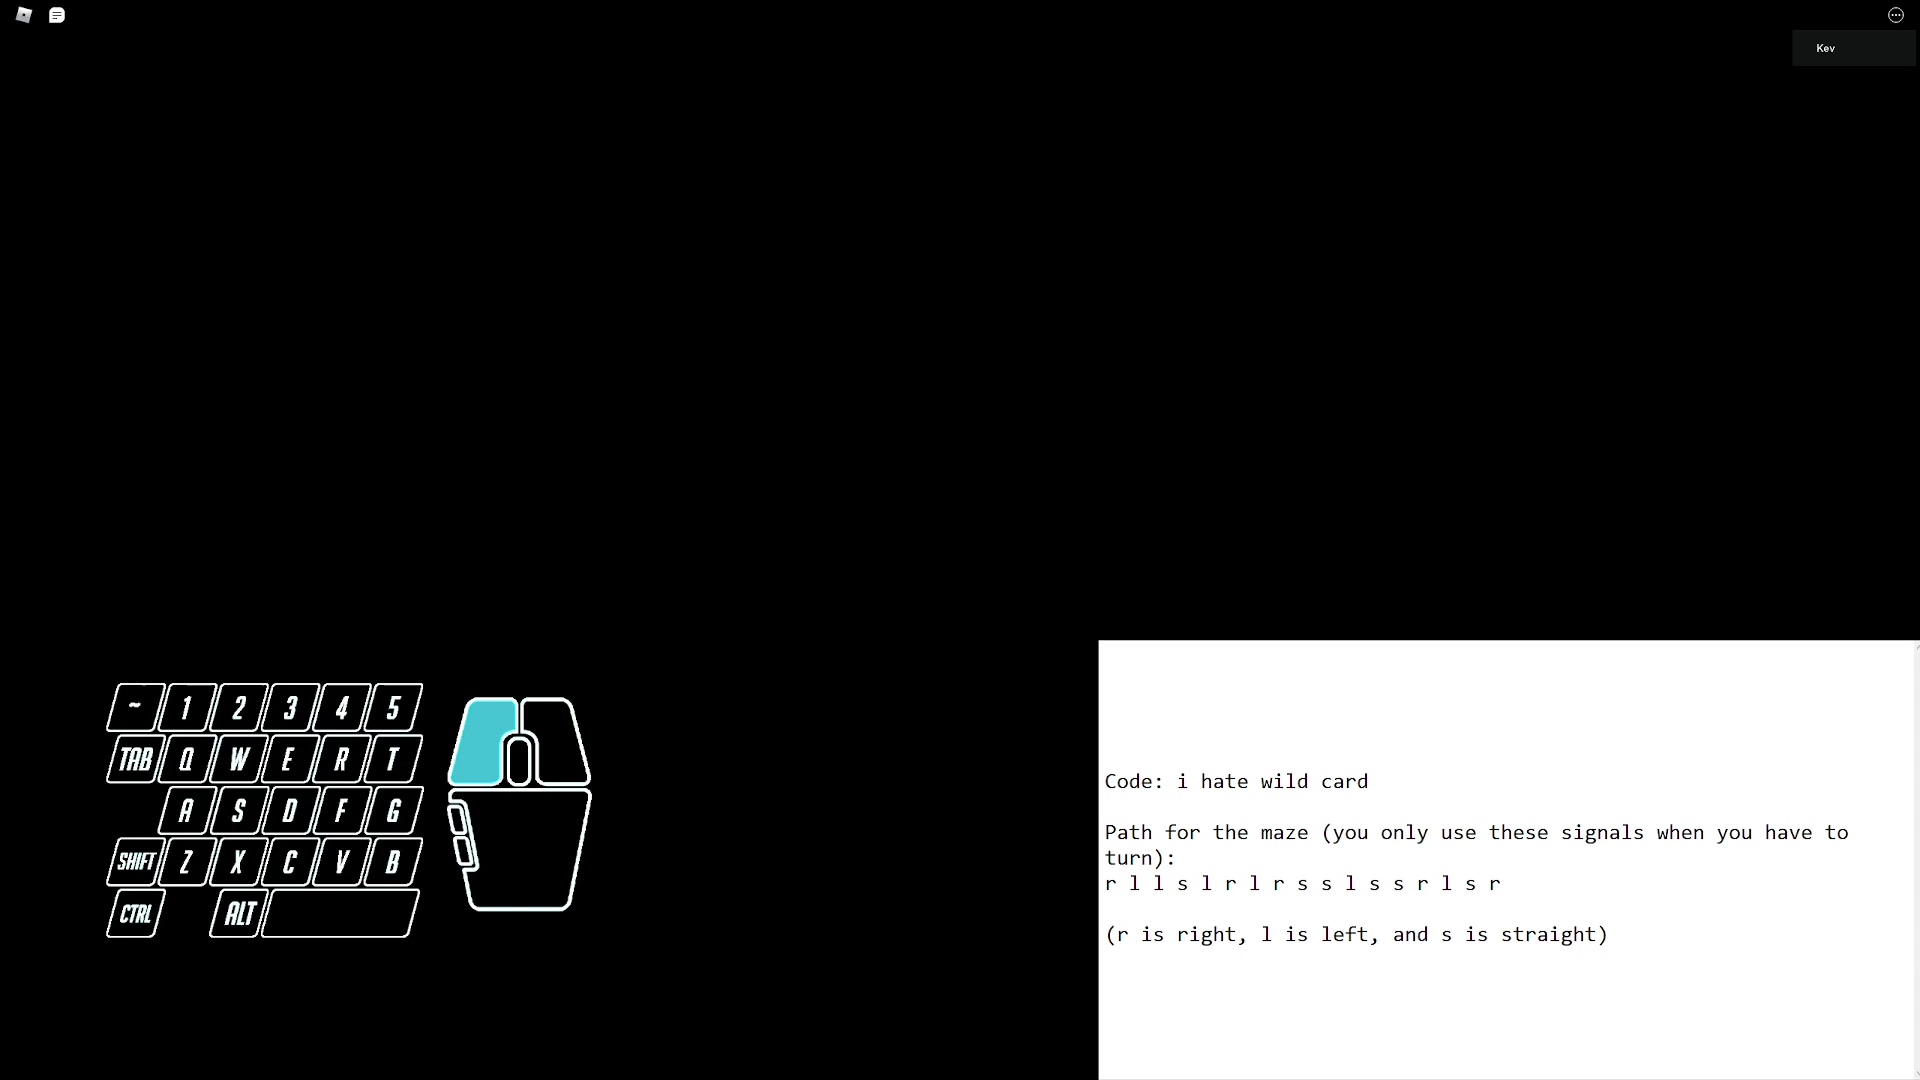 Kev
~ 1 2 3 4 5
TAB Q W E R T
A S D F G
SHIFT Z X C V B
CTRL ALT
Code: i hate wild card
Path for the maze (you only use these signals when you have to
turn):
r l l s l r l r s s l s s r l s r
(r is right, l is left, and s is straight)